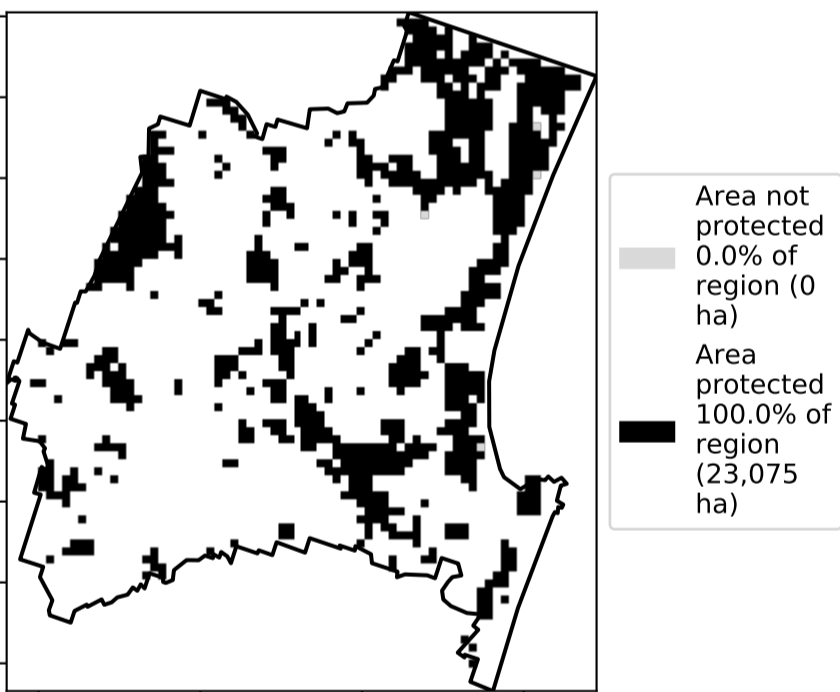 Area not
protected
0.0% of
region (0
ha)
Area
protected
100.0% of
region
(23,075
ha)